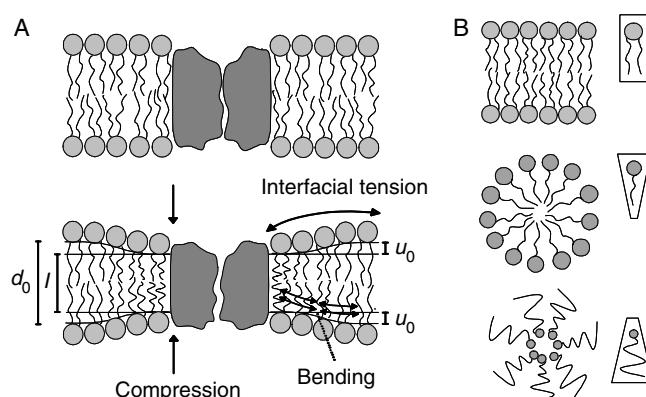 A
B
Interfacial tension
d₀
l
u₀
u₀
Compression
Bending